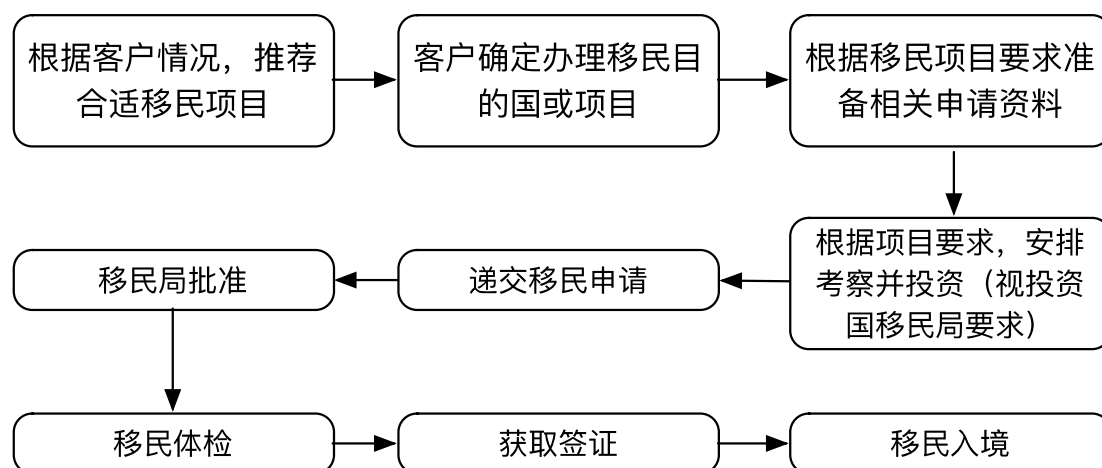 根据客户情况，推荐
合适移民项目
客户确定办理移民目
的国或项目
根据移民项目要求准
备相关申请资料
根据项目要求，安排
考察并投资（视投资
国移民局要求）
递交移民申请
移民局批准
移民体检
获取签证
移民入境